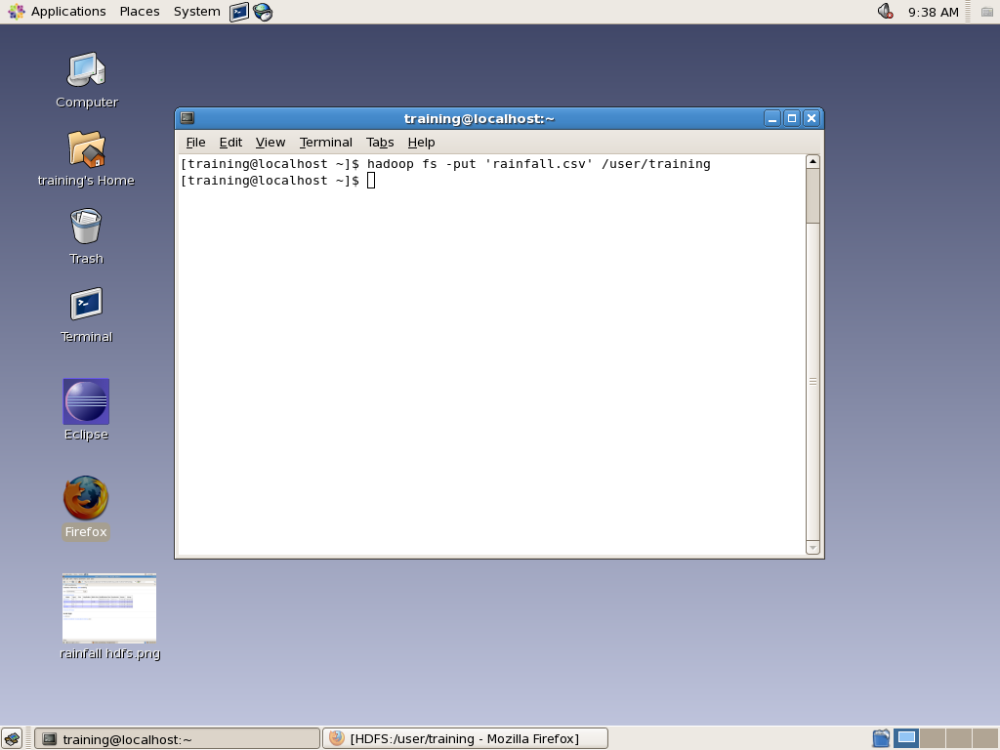 Applications Places System 9:38 AM
Computer
training's Home
Trash
Terminal
Eclipse
Firefox
rainfall hdfs.png
training@localhost:~
File Edit View Terminal Tabs Help
[training@localhost ~]$ hadoop fs -put 'rainfall.csv' /user/training
[training@localhost ~]$
training@localhost:~ [HDFS:/user/training - Mozilla Firefox]